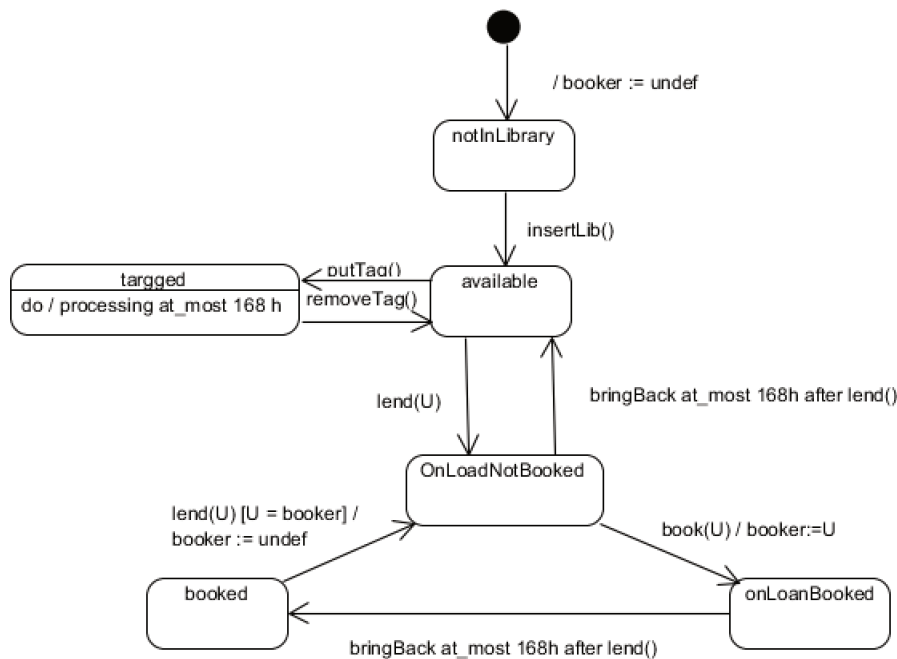 / booker := undef
notInLibrary
insertLib()
targged
do / processing at_most 168 h
putTag()
removeTag()
available
lend(U)
bringBack at_most 168h after lend()
OnLoadNotBooked
lend(U) [U = booker] /
booker := undef
book(U) / booker:=U
booked
onLoanBooked
bringBack at_most 168h after lend()